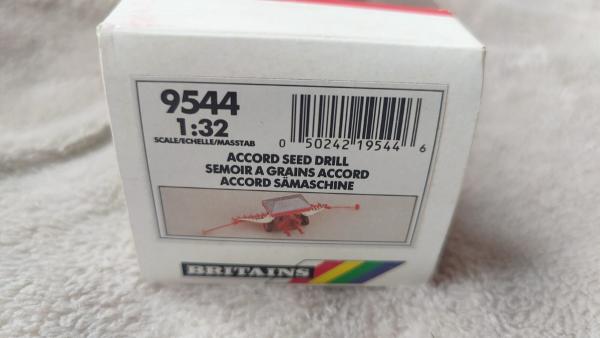 9544
1:32
SCALE/ECHELLE/MASSTAB
0 50242 19544 6
ACCORD SEED DRILL
SEMOIR A GRAINS ACCORD
ACCORD SÄMASCHINE
BRITAINS